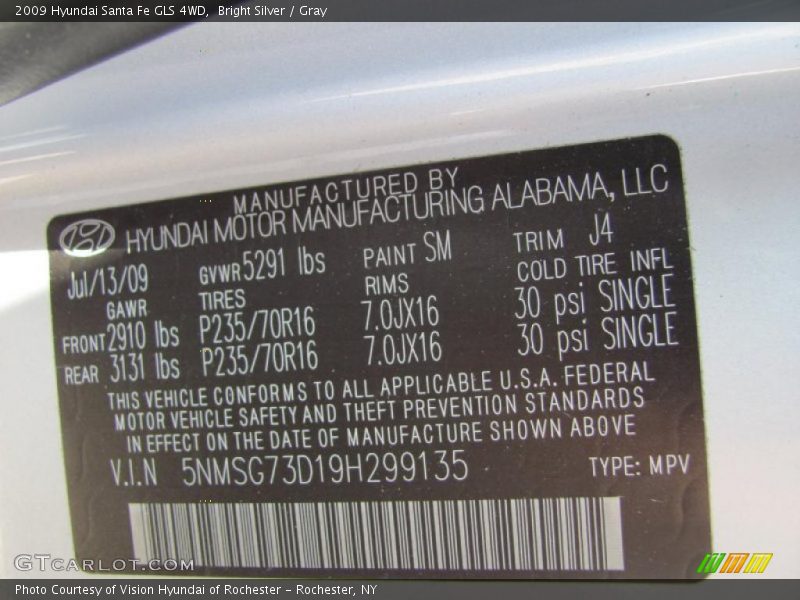 2009 Hyundai Santa Fe GLS 4WD, Bright Silver / Gray
MANUFACTURED BY
HYUNDAI MOTOR MANUFACTURING ALABAMA, LLC
Jul/13/09 GVWR 5291 lbs PAINT SM TRIM J4
GAWR TIRES RIMS COLD TIRE INFL
FRONT 2910 lbs P235/70R16 7.0JX16 30 psi SINGLE
REAR 3131 lbs P235/70R16 7.0JX16 30 psi SINGLE
THIS VEHICLE CONFORMS TO ALL APPLICABLE U.S.A. FEDERAL
MOTOR VEHICLE SAFETY AND THEFT PREVENTION STANDARDS
IN EFFECT ON THE DATE OF MANUFACTURE SHOWN ABOVE
V.I.N 5NMSG73D19H299135 TYPE: MPV
GTCARLOT.COM
Photo Courtesy of Vision Hyundai of Rochester - Rochester, NY